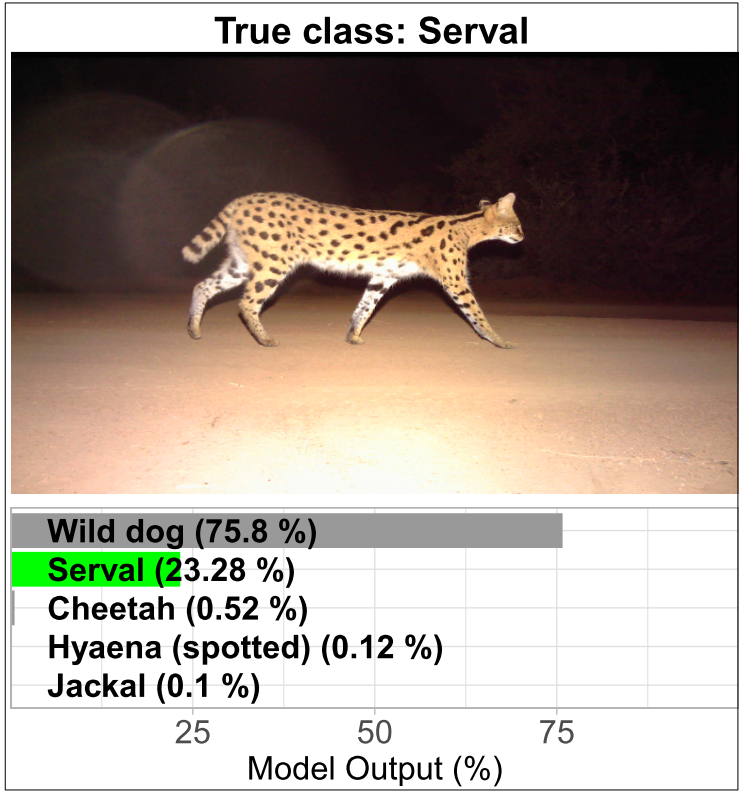 True class: Serval
Wild dog (75.8 %)
Serval (23.28 %)
Cheetah (0.52 %)
Hyaena (spotted) (0.12 %)
Jackal (0.1 %)
25 50 75
Model Output (%)